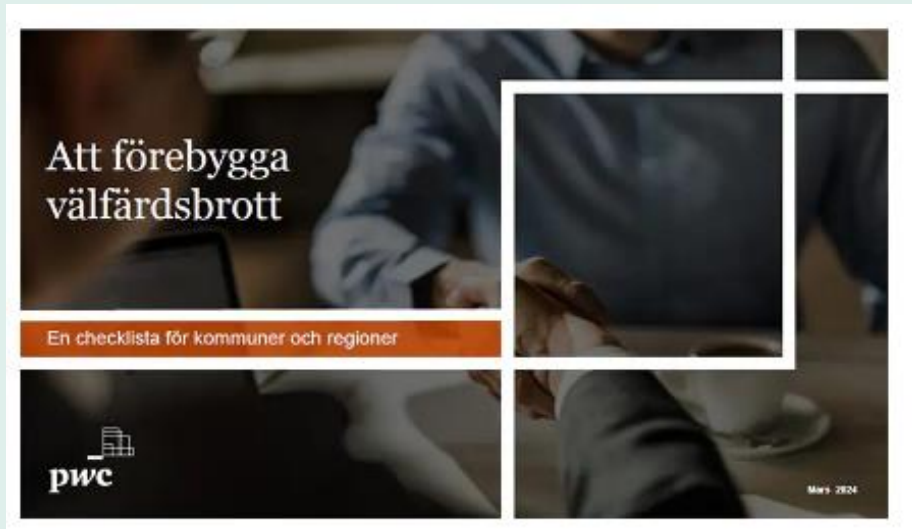 Att förebygga
välfärdsbrott
En checklista för kommuner och regioner
pwc
Mars 2024